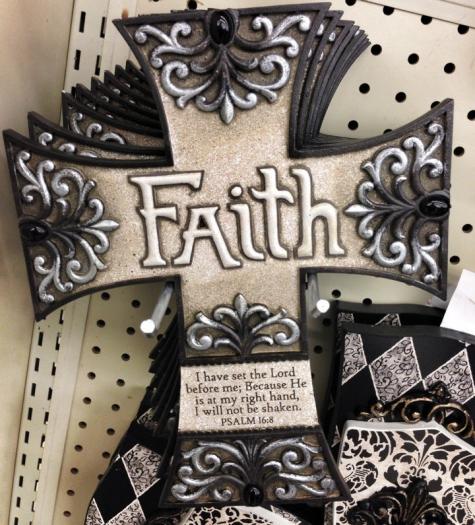 Faith
I have set the Lord
before me; Because He
is at my right hand,
I will not be shaken.
PSALM 16:8